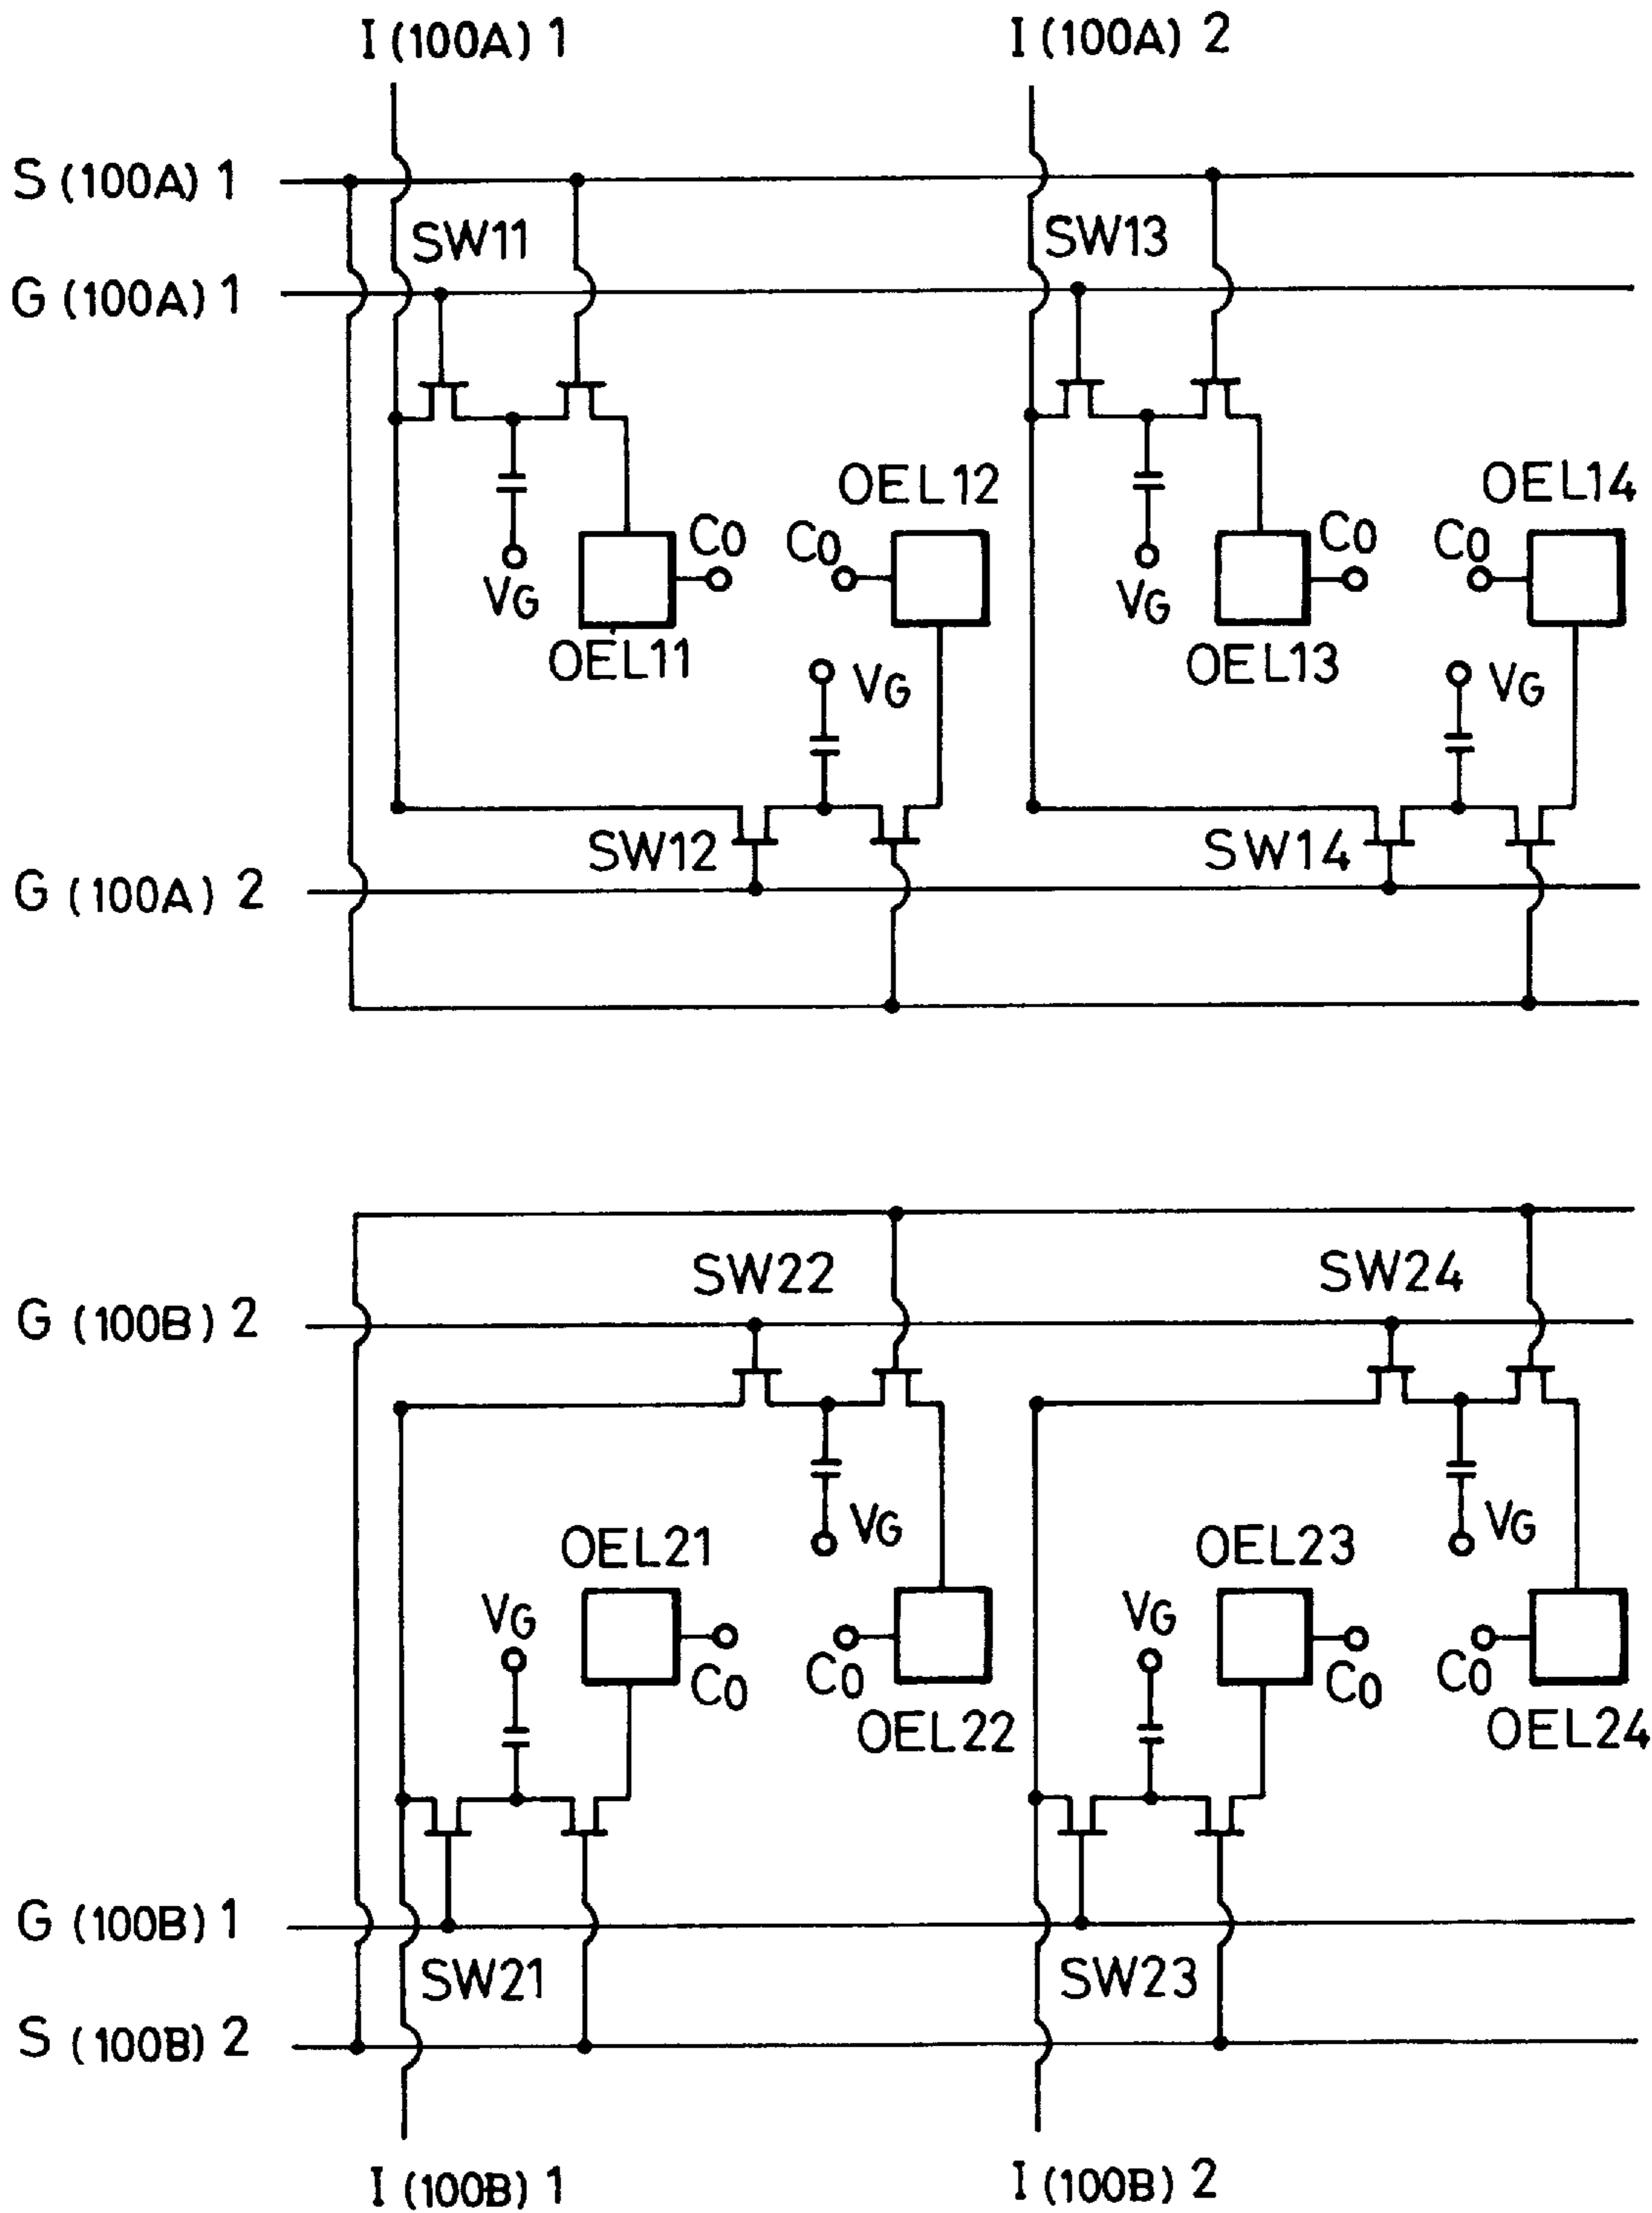 I (100A) 1
I (100A) 2
S (100A) 1
SW11
SW13
G (100A) 1
OEL12
OEL14
C0
C0
C0
C0
VG
VG
OEL11
OEL13
VG
VG
SW12
SW14
G (100A) 2
SW22
SW24
G (100B) 2
VG
VG
OEL21
OEL23
VG
VG
C0
C0
C0
C0
OEL22
OEL24
G (100B) 1
SW21
SW23
S (100B) 2
I (100B) 1
I (100B) 2